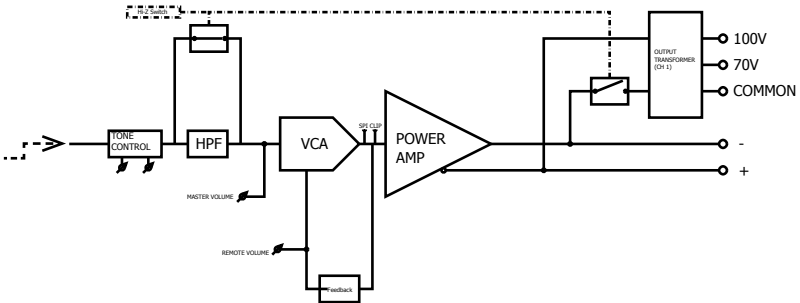 Hi-Z Switch
OUTPUT
TRANSFORMER
(CH 1)
100V
70V
COMMON
TONE
CONTROL
HPF
VCA
SPI CLIP
POWER
AMP
-
+
MASTER VOLUME
REMOTE VOLUME
Feedback